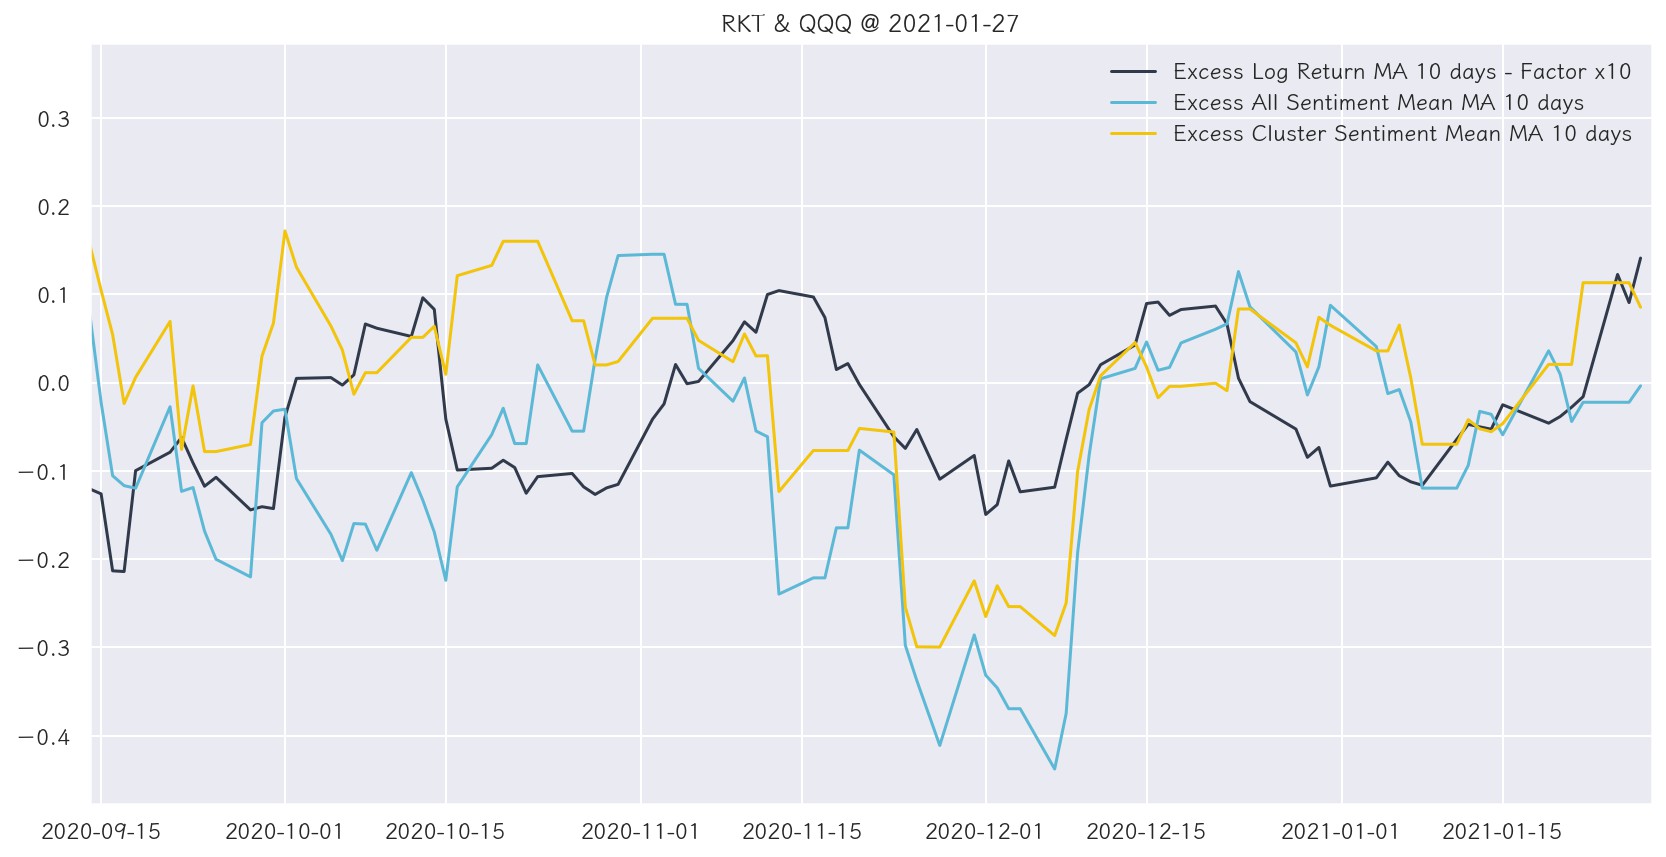 RKT & QQQ @ 2021-01-27
Excess Log Return MA 10 days - Factor x10
Excess All Sentiment Mean MA 10 days
Excess Cluster Sentiment Mean MA 10 days
0.3
0.2
0.1
0.0
−0.1
−0.2
−0.3
−0.4
2020-09-15 2020-10-01 2020-10-15 2020-11-01 2020-11-15 2020-12-01 2020-12-15 2021-01-01 2021-01-15